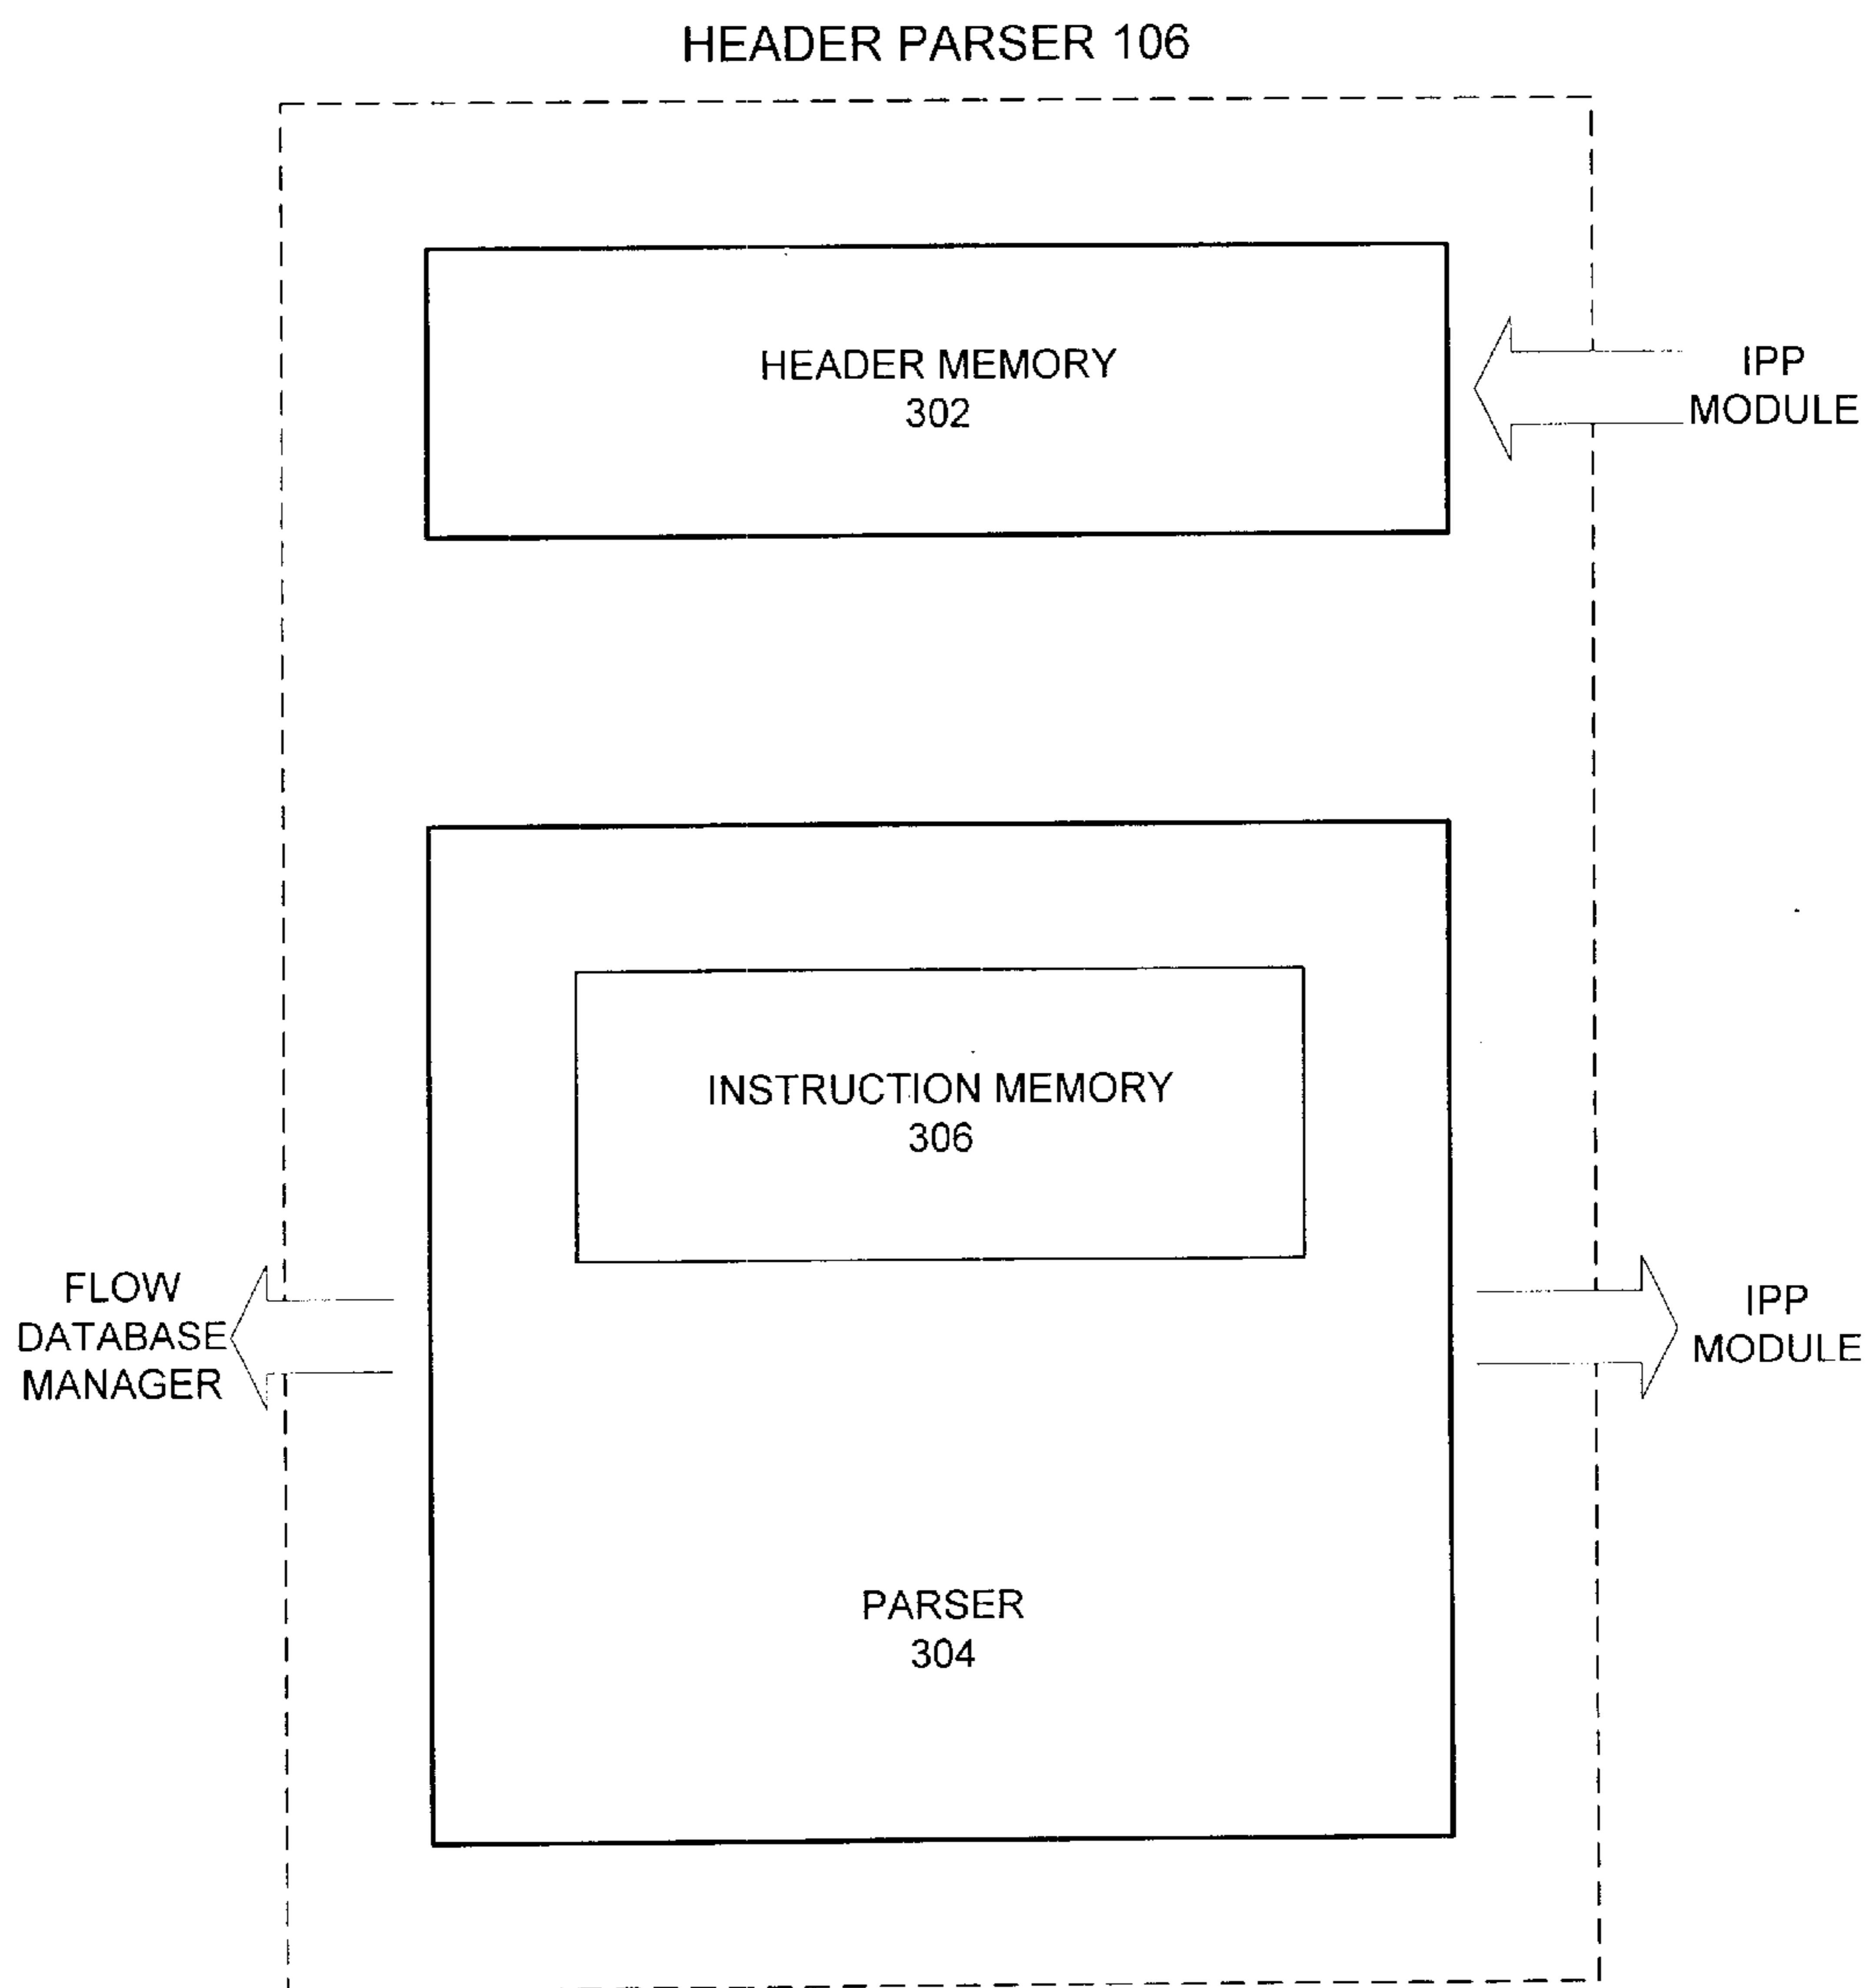 HEADER PARSER 106
HEADER MEMORY
302
IPP
MODULE
INSTRUCTION MEMORY
306
FLOW
DATABASE
MANAGER
IPP
MODULE
PARSER
304